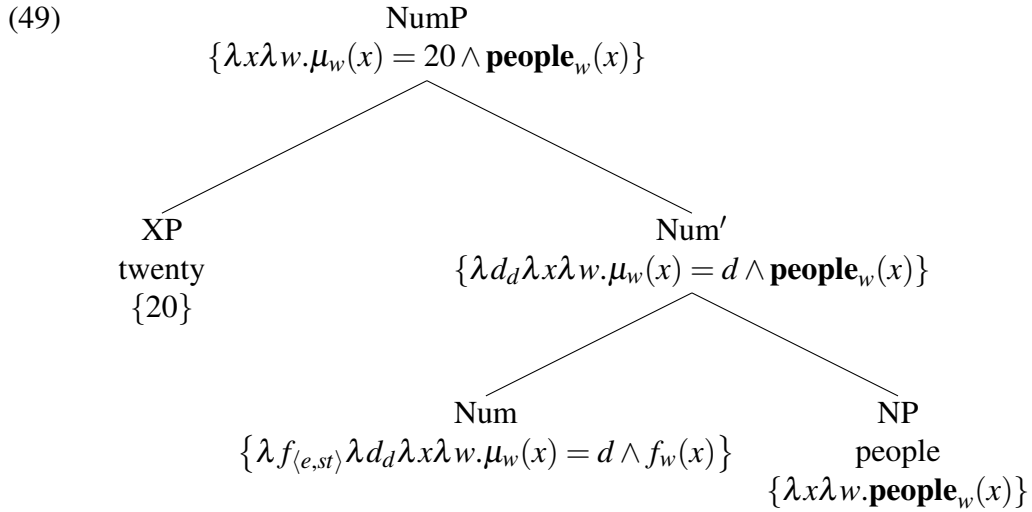 (49)
NumP
{λxλw.μ_w(x) = 20 ∧ people_w(x)}
XP
twenty
{20}
Num′
{λd_dλxλw.μ_w(x) = d ∧ people_w(x)}
Num
{λf_⟨e,st⟩λd_dλxλw.μ_w(x) = d ∧ f_w(x)}
NP
people
{λxλw.people_w(x)}